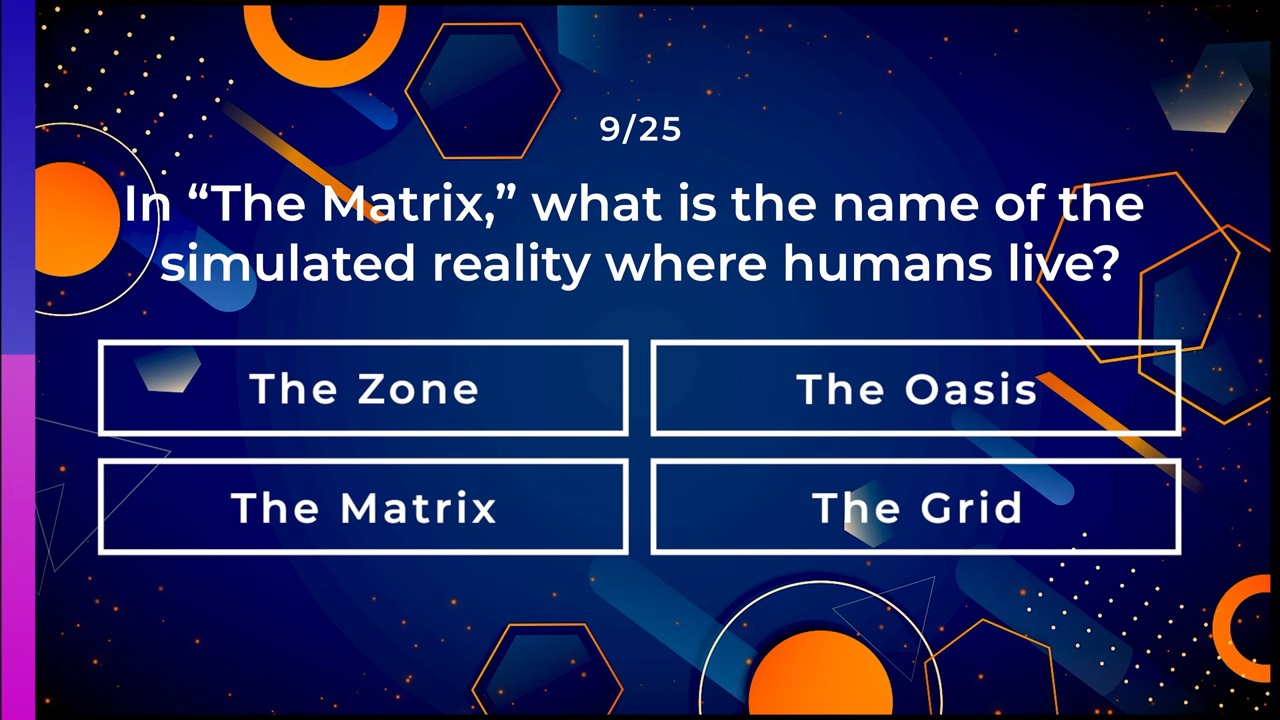 9/25
In “The Matrix,” what is the name of the
simulated reality where humans live?
The Zone
The Oasis
The Matrix
The Grid